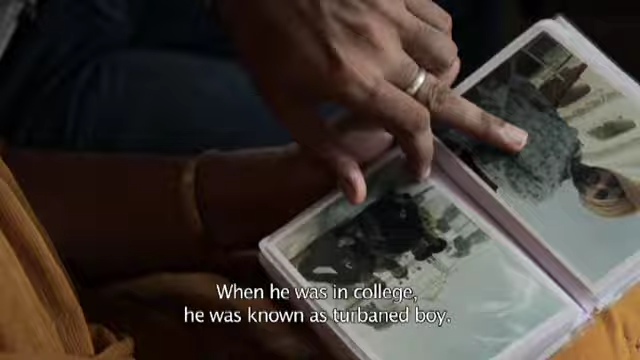 When he was in college,
he was known as turbaned boy.